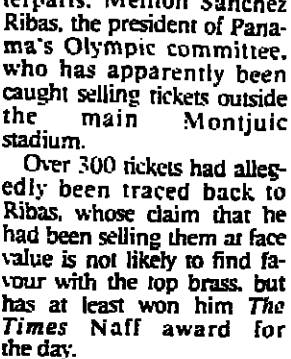 terparts. Melitón Sánchez
Ribas, the president of Pana-
ma's Olympic committee,
who has apparently been
caught selling tickets outside
the main Montjuic
stadium.
Over 300 tickets had alleg-
edly been traced back to
Ribas, whose claim that he
had been selling them at face
value is not likely to find fa-
vour with the top brass, but
has at least won him The
Times Naff award for
the day.